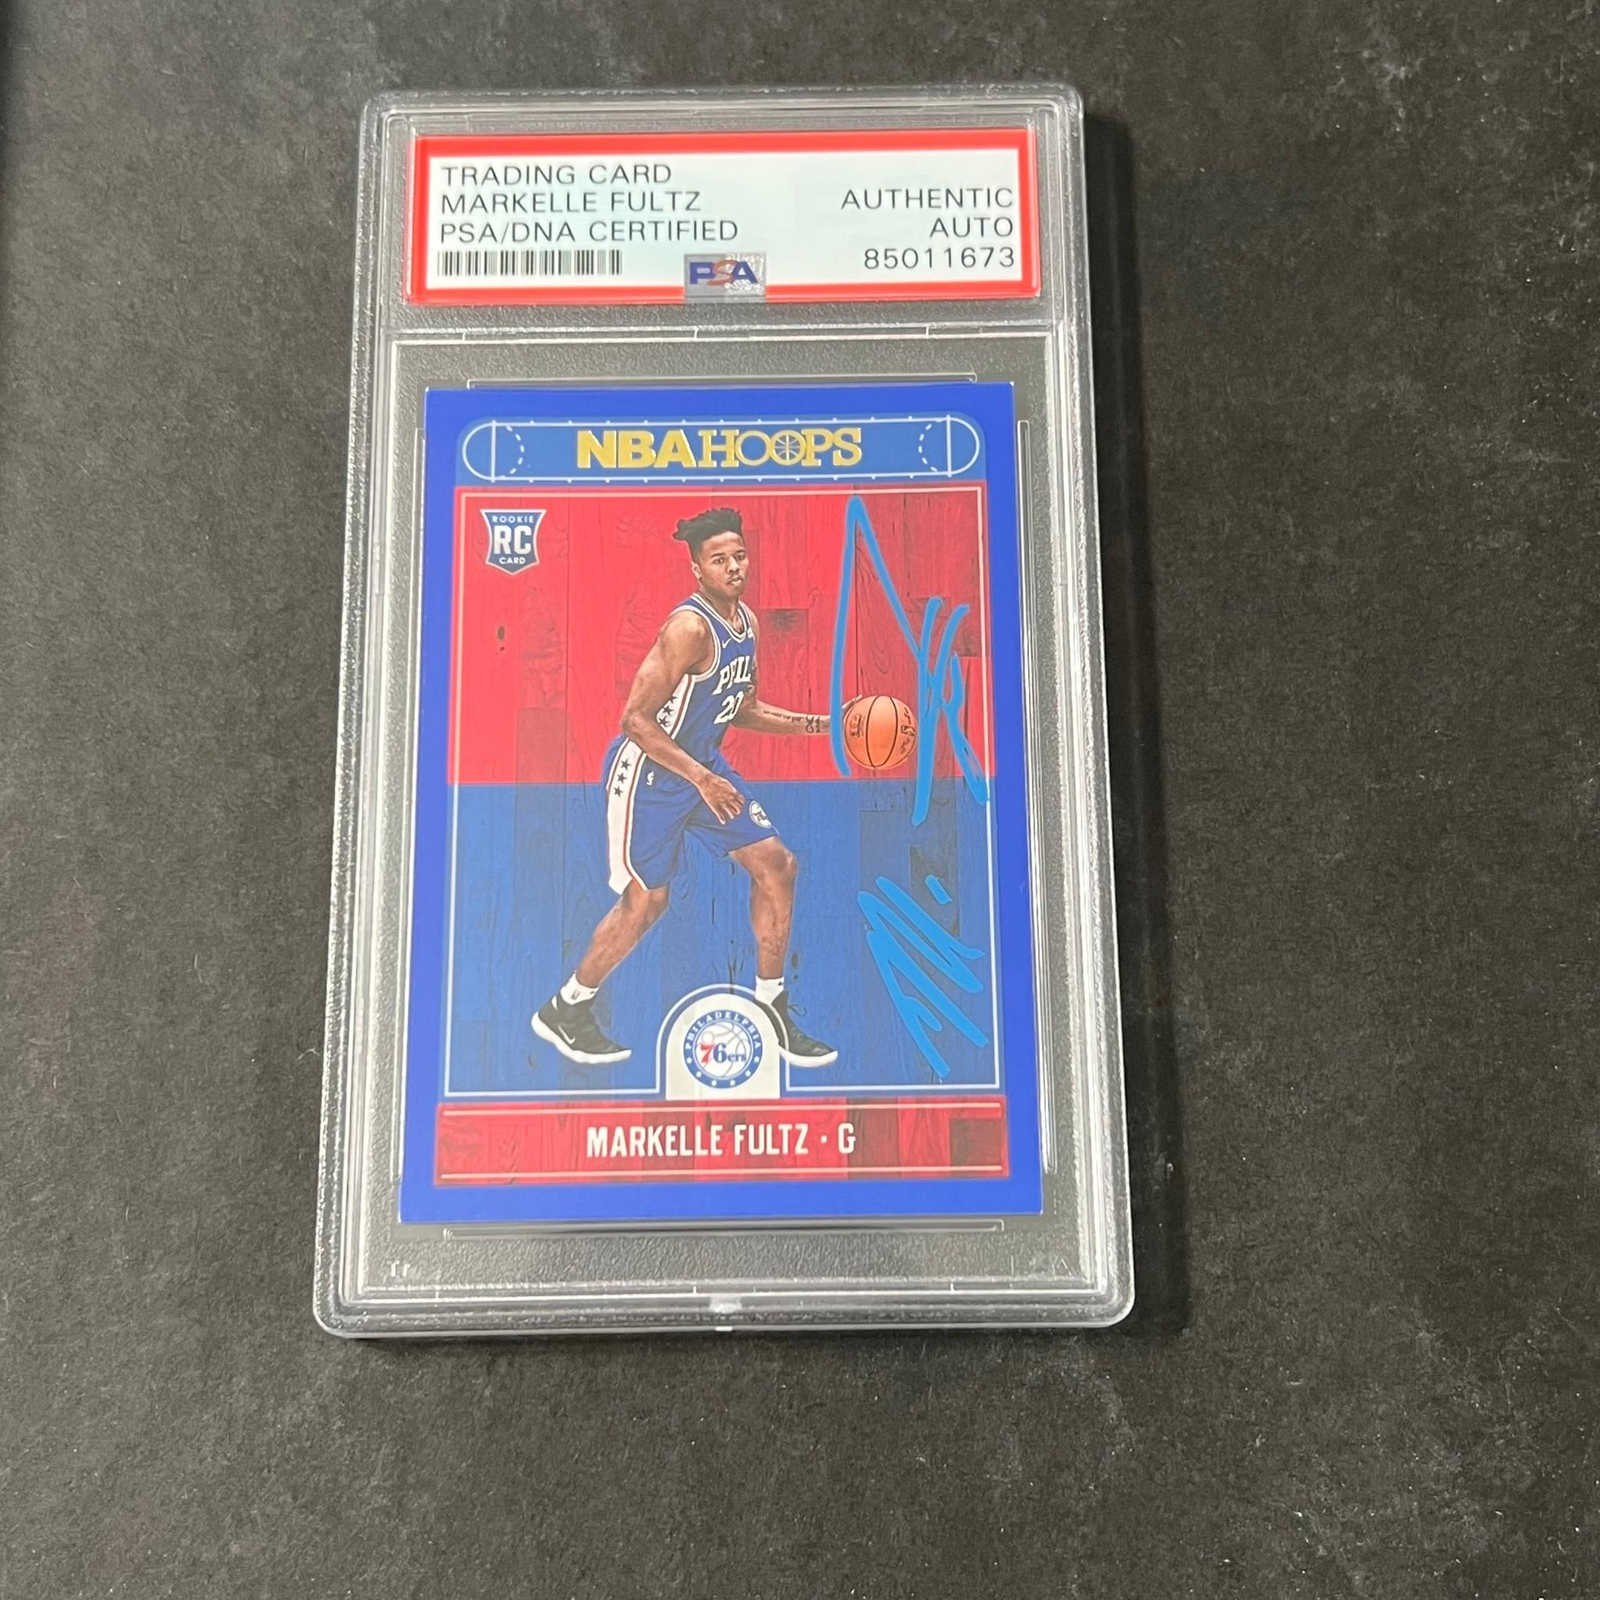 TRADING CARD
MARKELLE FULTZ
PSA/DNA CERTIFIED
AUTHENTIC
AUTO
85011673
PSA
NBA HOOPS
ROOKIE
RC
CARD
PHIL
20
PHILADELPHIA
76ers
MARKELLE FULTZ · G